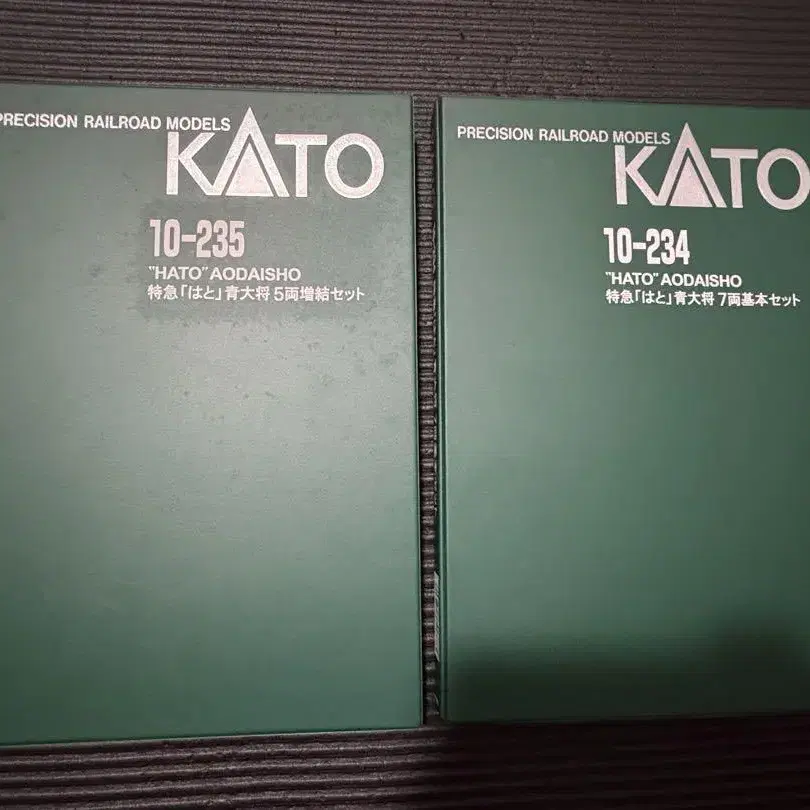 PRECISION RAILROAD MODELS
KATO
10-235
"HATO" AODAISHO
特急「はと」青大将 5両増結セット
PRECISION RAILROAD MODELS
KATO
10-234
"HATO" AODAISHO
特急「はと」青大将 7両基本セット